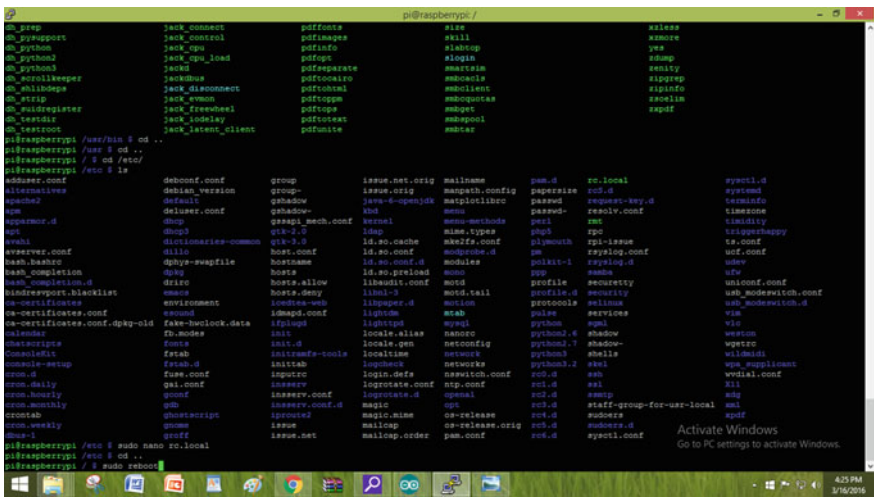 pi@raspberrypi: /
dh_prep jack_connect pdffonts size xzless
dh_pysupport jack_control pdfimages skill xzmore
dh_python jack_cpu pdfinfo slabtop yes
dh_python2 jack_cpu_load pdfopt slogin zdump
dh_python3 jackd pdfseparate smartsim zenity
dh_scrollkeeper jackdbus pdftocairo smbcacls zipgrep
dh_shlibdeps jack_disconnect pdftohtml smbclient zipinfo
dh_strip jack_evmon pdftoppm smbcquotas zsoelim
dh_suidregister jack_freewheel pdftops smbget zxpdf
dh_testdir jack_iodelay pdftotext smbspool
dh_testroot jack_latent_client pdfunite smbtar
pi@raspberrypi /usr/bin $ cd ..
pi@raspberrypi /usr $ cd ..
pi@raspberrypi / $ cd /etc/
pi@raspberrypi /etc $ ls
adduser.conf debconf.conf group issue.net.orig mailname pam.d rc.local sysctl.d
alternatives debian_version group- issue.orig manpath.config papersize rcS.d systemd
apache2 default gshadow java-6-openjdk matplotlibrc passwd request-key.d terminfo
apm deluser.conf gshadow- kbd menu passwd- resolv.conf timezone
apparmor.d dhcp gssapi_mech.conf kernel menu-methods perl rmt timidity
apt dhcp3 gtk-2.0 ldap mime.types php5 rpc triggerhappy
avahi dictionaries-common gtk-3.0 ld.so.cache mke2fs.conf plymouth rpi-issue ts.conf
avserver.conf dillo host.conf ld.so.conf modprobe.d pm rsyslog.conf ucf.conf
bash.bashrc dphys-swapfile hostname ld.so.conf.d modules polkit-1 rsyslog.d udev
bash_completion dpkg hosts ld.so.preload mono ppp samba ufw
bash_completion.d drirc hosts.allow libaudit.conf motd profile securetty uniconf.conf
bindresvport.blacklist emacs hosts.deny libnl-3 motd.tail profile.d security usb_modeswitch.conf
ca-certificates environment icedtea-web libpaper.d motion protocols selinux usb_modeswitch.d
ca-certificates.conf esound idmapd.conf lightdm mtab pulse services vim
ca-certificates.conf.dpkg-old fake-hwclock.data ifplugd lighttpd mysql python sgml vlc
calendar fb.modes init locale.alias nanorc python2.6 shadow weston
chatscripts fonts init.d locale.gen netconfig python2.7 shadow- wgetrc
ConsoleKit fstab initramfs-tools localtime network python3 shells wildmidi
console-setup fstab.d inittab logcheck networks python3.2 skel wpa_supplicant
cron.d fuse.conf inputrc login.defs nsswitch.conf rc0.d ssh wvdial.conf
cron.daily gai.conf insserv logrotate.conf ntp.conf rc1.d ssl X11
cron.hourly gconf insserv.conf logrotate.d openal rc2.d ssmtp xdg
cron.monthly gdb insserv.conf.d magic opt rc3.d staff-group-for-usr-local xml
crontab ghostscript iproute2 magic.mime os-release rc4.d sudoers xpdf
cron.weekly gnome issue mailcap os-release.orig rc5.d sudoers.d
dbus-1 groff issue.net mailcap.order pam.conf rc6.d sysctl.conf
pi@raspberrypi /etc $ sudo nano rc.local
pi@raspberrypi /etc $ cd ..
pi@raspberrypi / $ sudo reboot
Activate Windows
Go to PC settings to activate Windows.
4:25 PM
3/16/2016